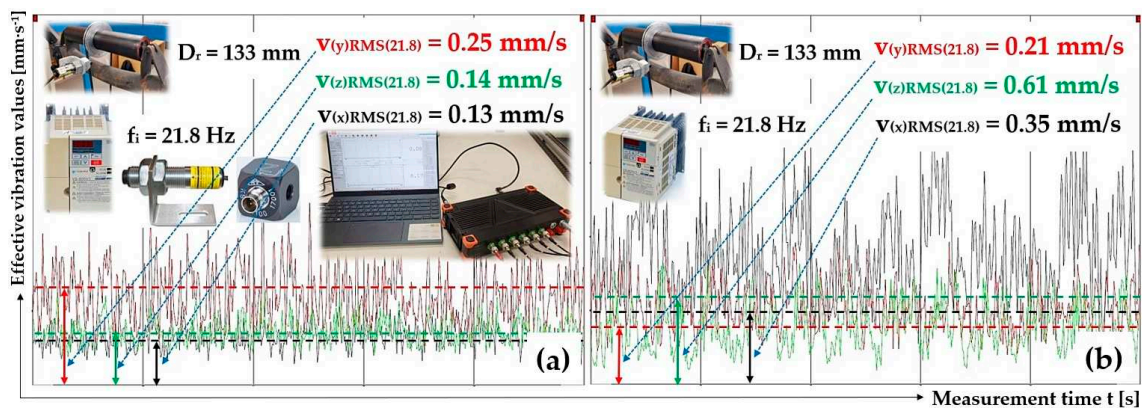 Effective vibration values [mm·s⁻¹]
Dᵣ = 133 mm
v(y)RMS(21.8) = 0.25 mm/s
v(z)RMS(21.8) = 0.14 mm/s
v(x)RMS(21.8) = 0.13 mm/s
fᵢ = 21.8 Hz
(a)
Dᵣ = 133 mm
v(y)RMS(21.8) = 0.21 mm/s
v(z)RMS(21.8) = 0.61 mm/s
v(x)RMS(21.8) = 0.35 mm/s
fᵢ = 21.8 Hz
(b)
Measurement time t [s]